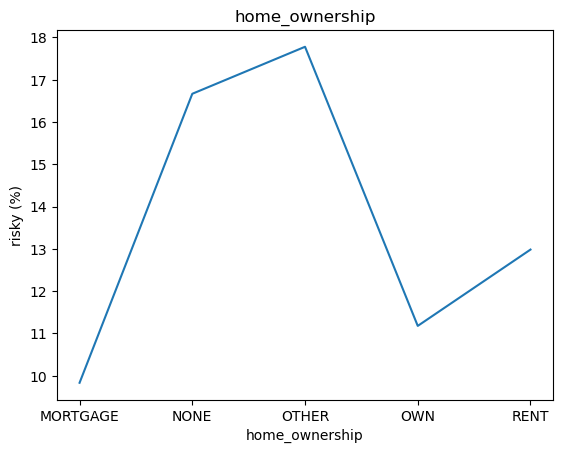 home_ownership
18
17
16
15
14
13
12
11
10
risky (%)
MORTGAGE NONE OTHER OWN RENT
home_ownership